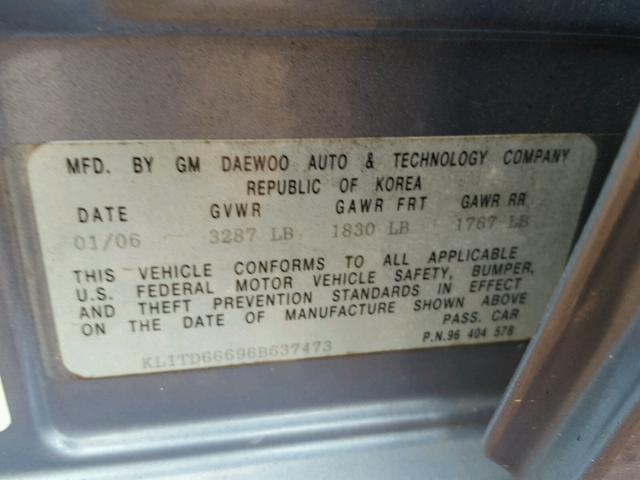 MFD. BY GM DAEWOO AUTO & TECHNOLOGY COMPANY
REPUBLIC OF KOREA
DATE GVWR GAWR FRT GAWR RR
01/06 3287 LB 1830 LB 1767 LB
THIS VEHICLE CONFORMS TO ALL APPLICABLE
U.S. FEDERAL MOTOR VEHICLE SAFETY, BUMPER,
AND THEFT PREVENTION STANDARDS IN EFFECT
ON THE DATE OF MANUFACTURE SHOWN ABOVE
PASS. CAR
P.N.96 404 578
KL1TD66696B637473